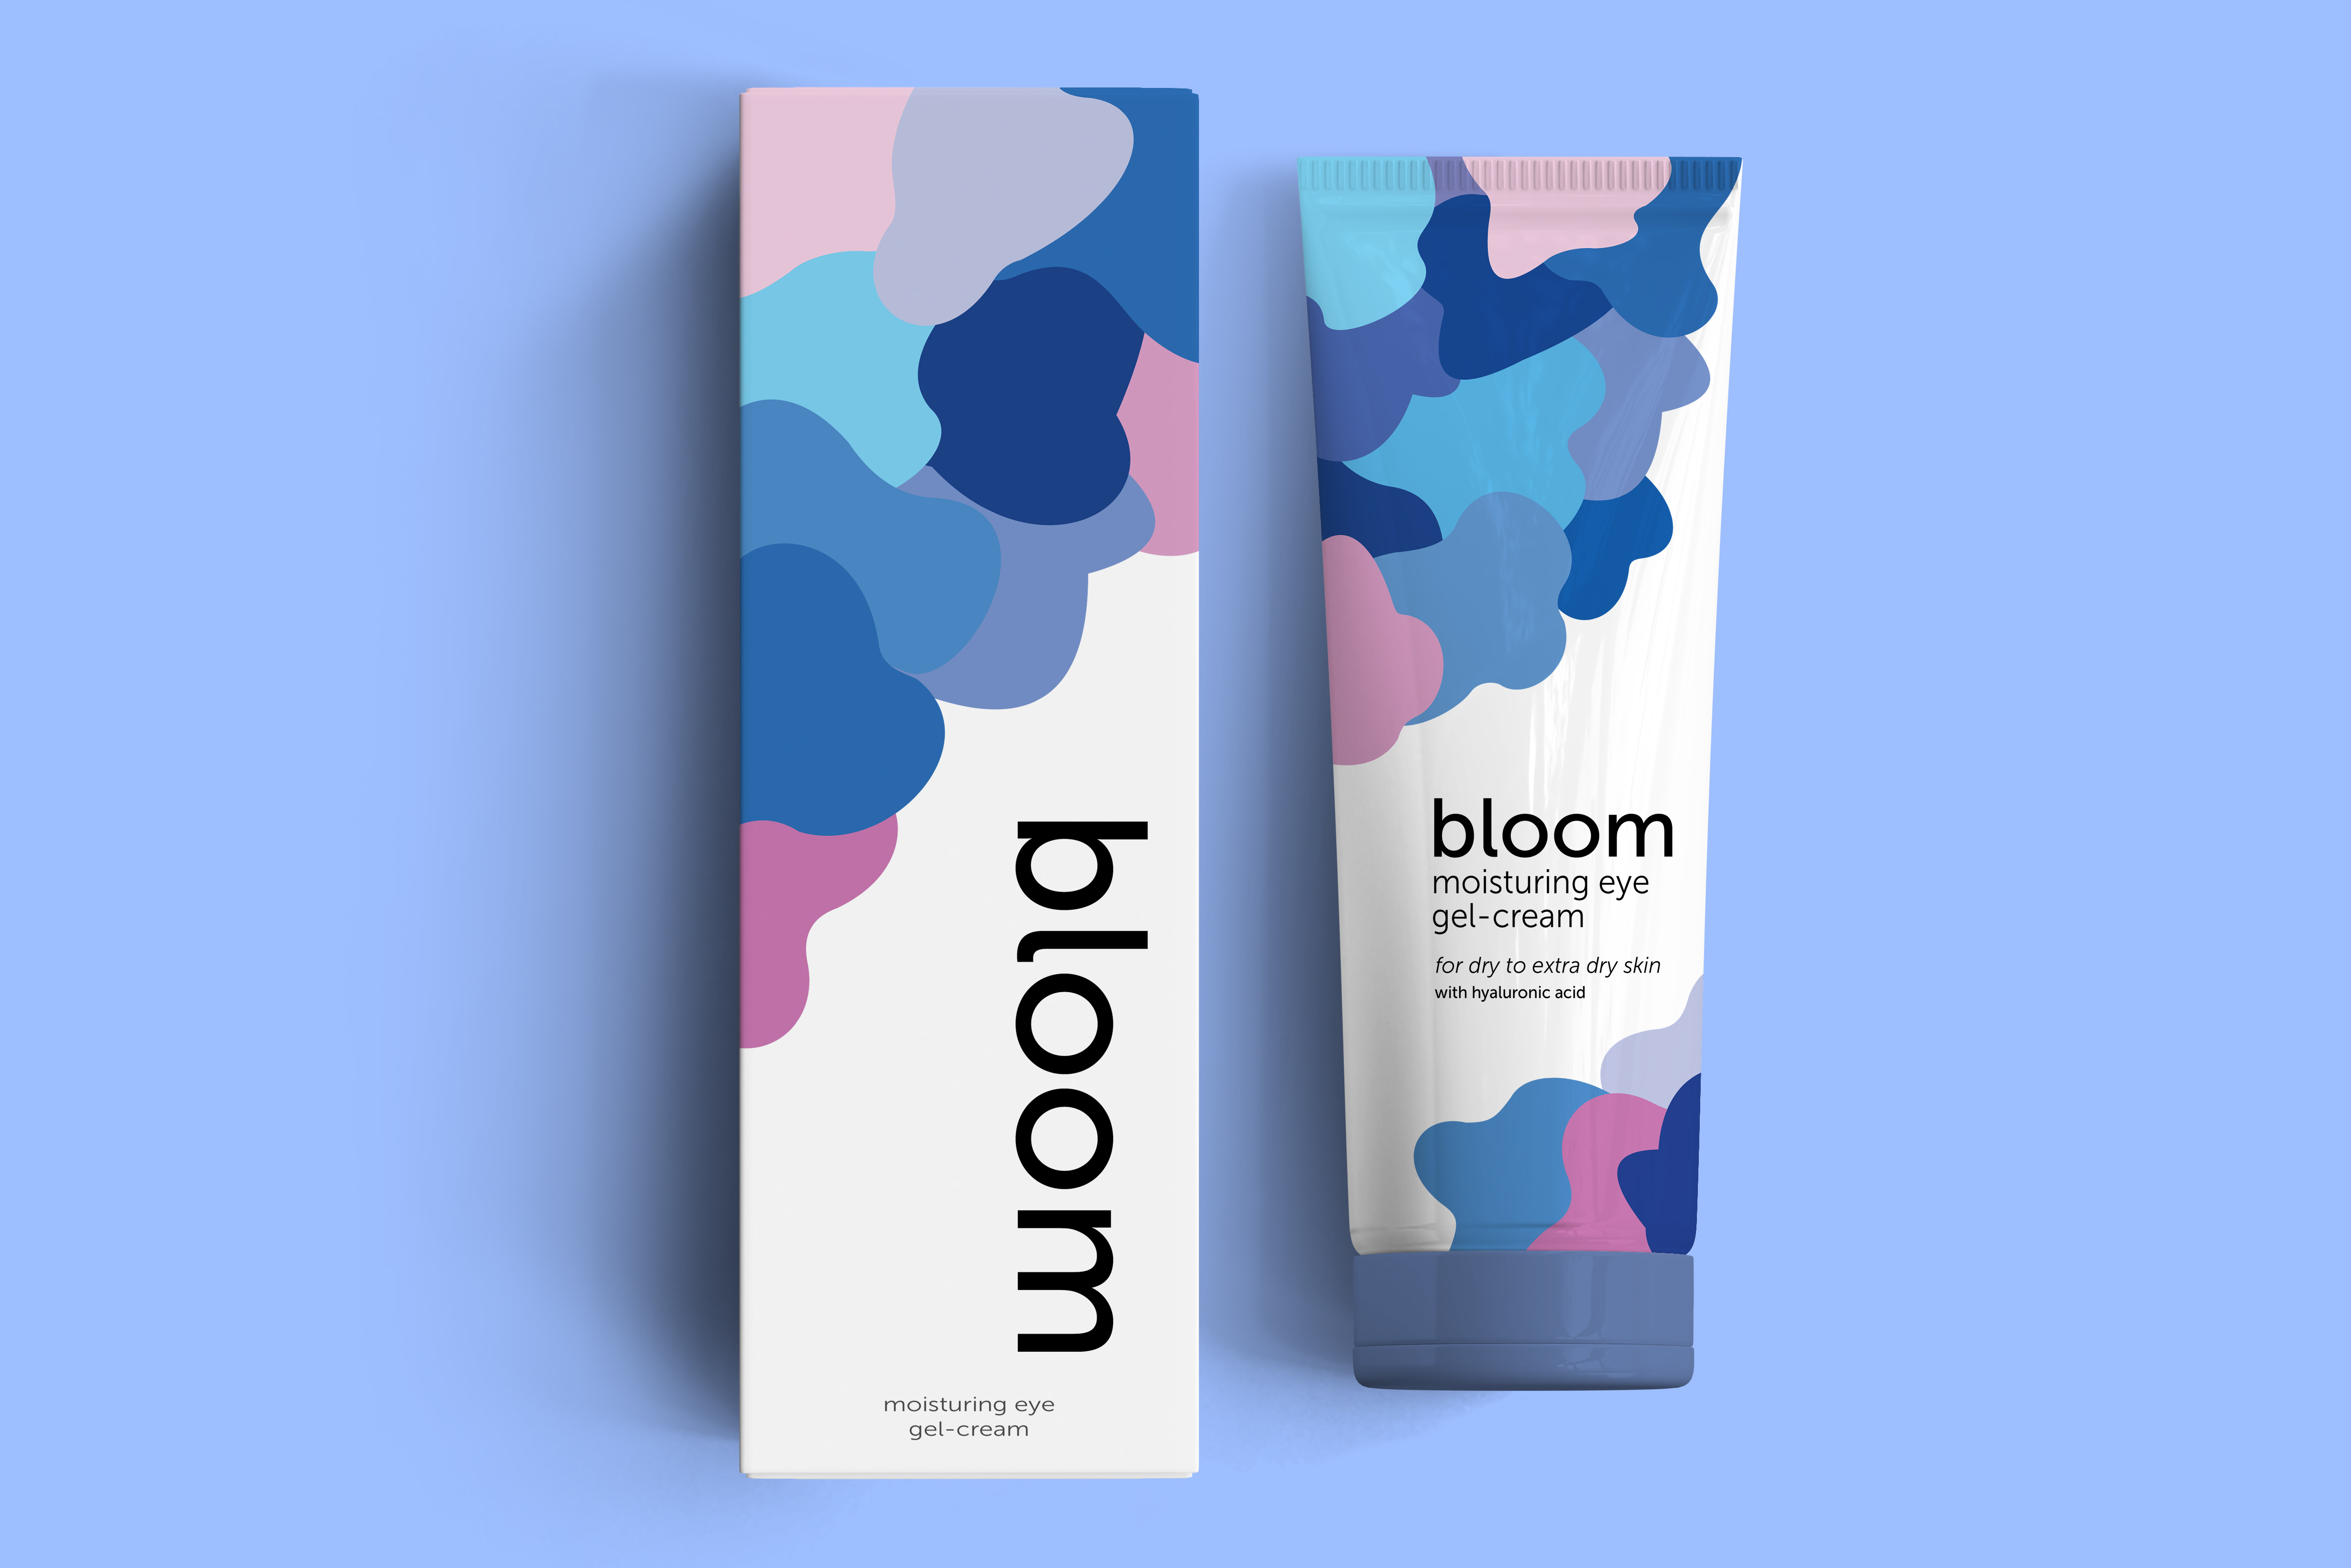 bloom
moisturing eye
gel-cream
bloom
moisturing eye
gel-cream
for dry to extra dry skin
with hyaluronic acid